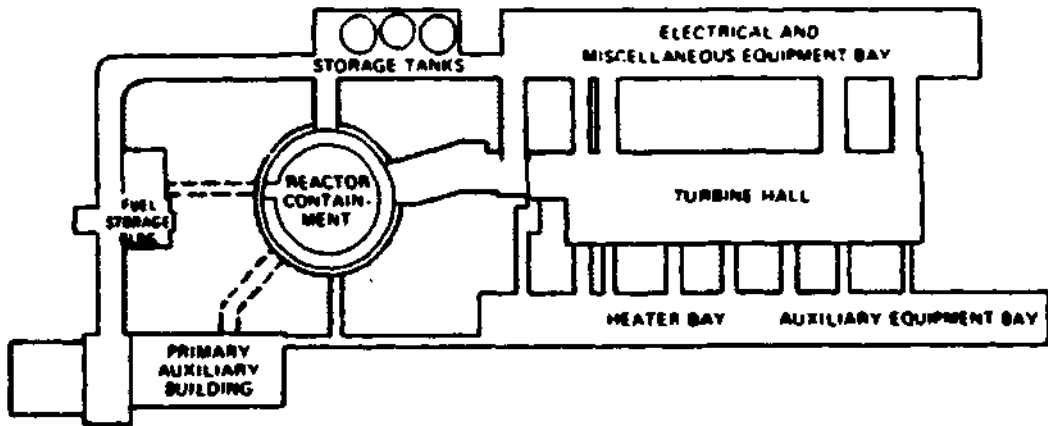 ELECTRICAL AND
MISCELLANEOUS EQUIPMENT BAY
STORAGE TANKS
REACTOR
CONTAIN-
MENT
TURBINE HALL
FUEL
STORAGE
BLDG.
HEATER BAY
AUXILIARY EQUIPMENT BAY
PRIMARY
AUXILIARY
BUILDING